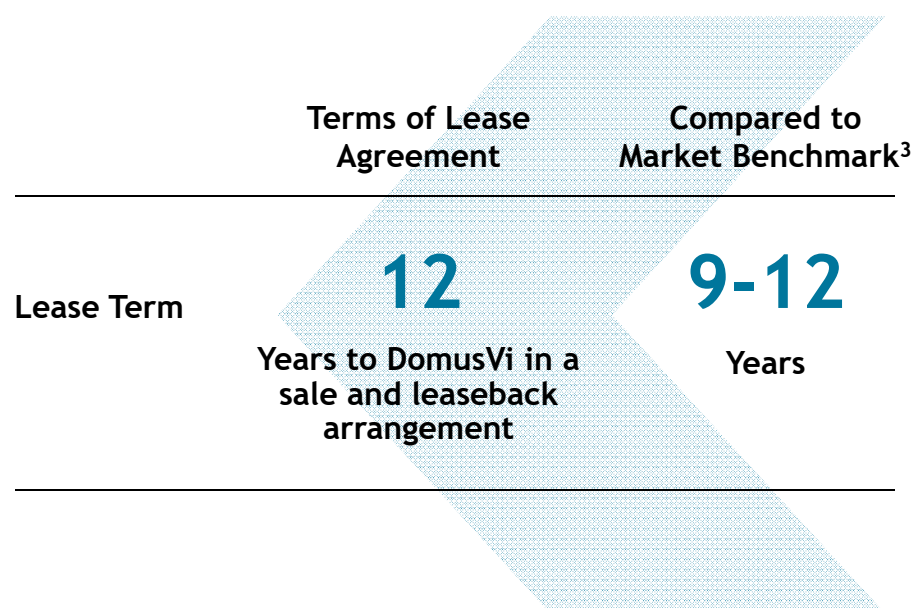 Terms of Lease
Agreement
Compared to
Market Benchmark³
Lease Term
12
Years to DomusVi in a
sale and leaseback
arrangement
9-12
Years